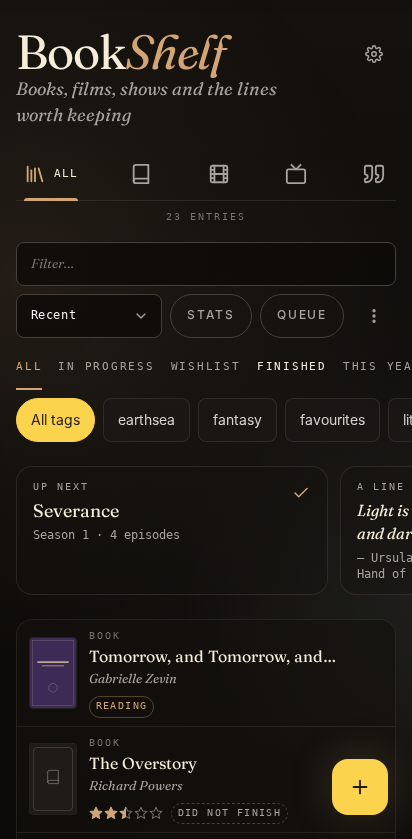 BookShelf
Books, films, shows and the lines
worth keeping
ALL
23 ENTRIES
Filter...
Recent
STATS
QUEUE
ALL IN PROGRESS WISHLIST FINISHED THIS YEA
All tags earthsea fantasy favourites lit
UP NEXT
Severance
Season 1 · 4 episodes
A LINE
Light is
and dar
— Ursula
Hand of
BOOK
Tomorrow, and Tomorrow, and...
Gabrielle Zevin
READING
BOOK
The Overstory
Richard Powers
DID NOT FINISH